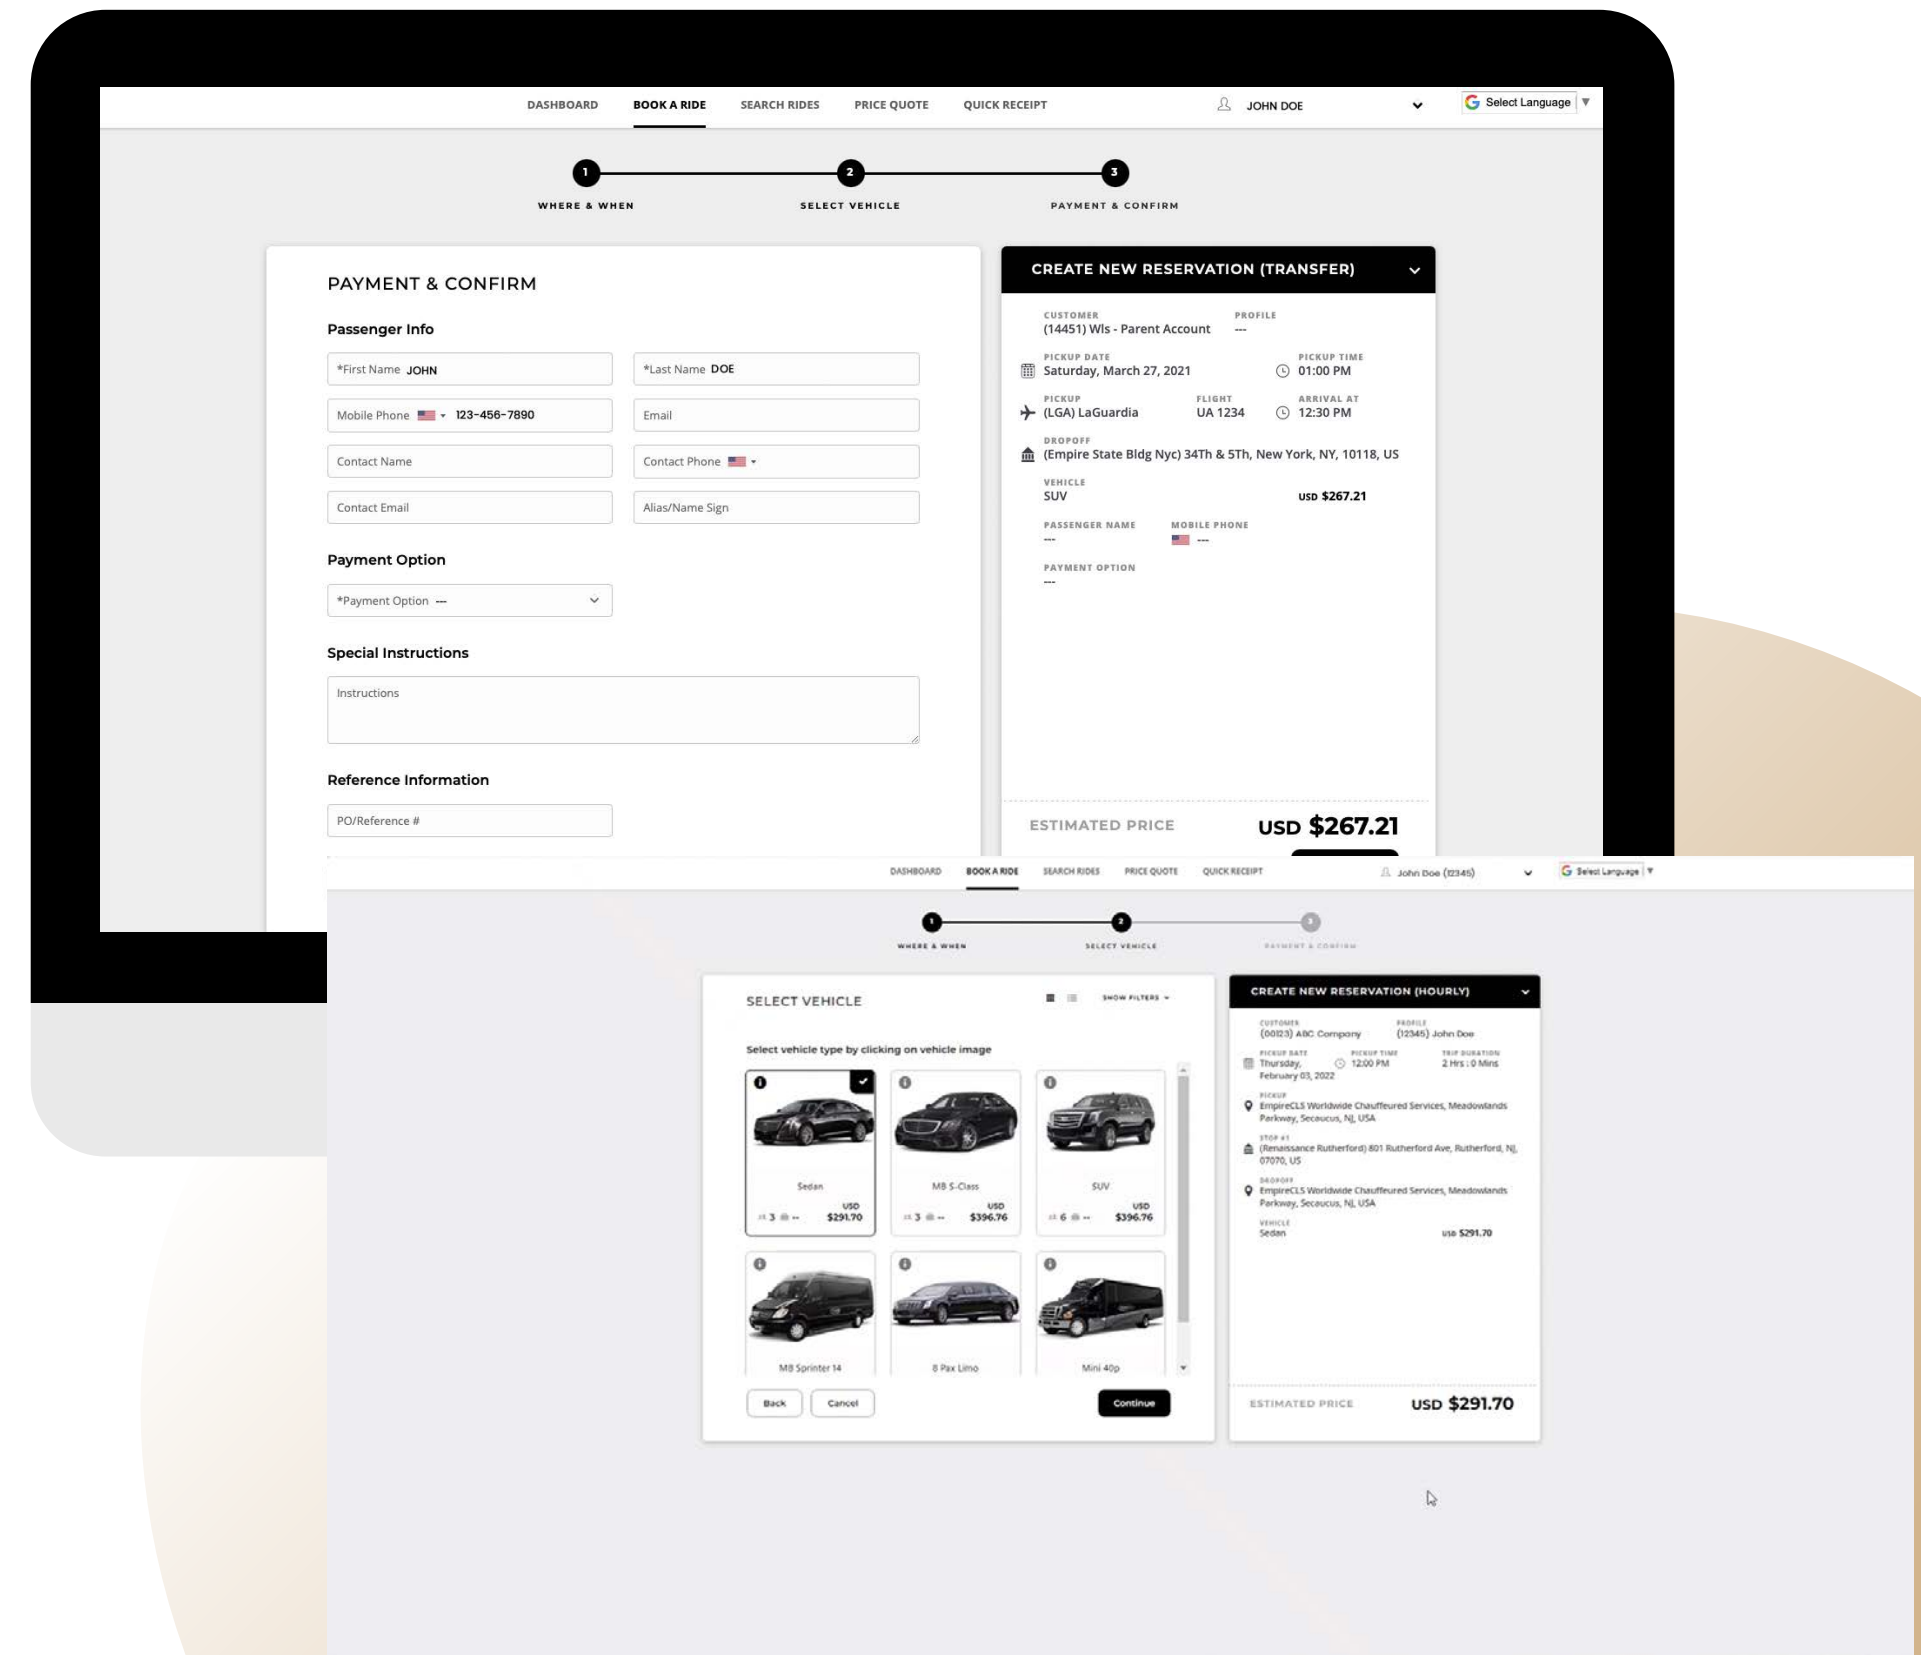 DASHBOARD BOOK A RIDE SEARCH RIDES PRICE QUOTE QUICK RECEIPT JOHN DOE Select Language
1 2 3
WHERE & WHEN SELECT VEHICLE PAYMENT & CONFIRM
PAYMENT & CONFIRM
Passenger Info
*First Name JOHN *Last Name DOE
Mobile Phone 123-456-7890 Email
Contact Name Contact Phone
Contact Email Alias/Name Sign
Payment Option
*Payment Option ---
Special Instructions
Instructions
Reference Information
PO/Reference #
CREATE NEW RESERVATION (TRANSFER)
CUSTOMER PROFILE
(14451) Wls - Parent Account ---
PICKUP DATE PICKUP TIME
Saturday, March 27, 2021 01:00 PM
PICKUP FLIGHT ARRIVAL AT
(LGA) LaGuardia UA 1234 12:30 PM
DROPOFF
(Empire State Bldg Nyc) 34Th & 5Th, New York, NY, 10118, US
VEHICLE
SUV USD $267.21
PASSENGER NAME MOBILE PHONE
--- ---
PAYMENT OPTION
---
ESTIMATED PRICE USD $267.21
DASHBOARD BOOK A RIDE SEARCH RIDES PRICE QUOTE QUICK RECEIPT John Doe (12345) Select Language
1 2 3
WHERE & WHEN SELECT VEHICLE PAYMENT & CONFIRM
SELECT VEHICLE SHOW FILTERS
Select vehicle type by clicking on vehicle image
Sedan MB S-Class SUV
USD USD USD
3 -- $291.70 3 -- $396.76 6 -- $396.76
MB Sprinter 14 8 Pax Limo Mini 40p
Back Cancel Continue
CREATE NEW RESERVATION (HOURLY)
CUSTOMER PROFILE
(00123) ABC Company (12345) John Doe
PICKUP DATE PICKUP TIME TRIP DURATION
Thursday, 12:00 PM 2 Hrs : 0 Mins
February 03, 2022
PICKUP
EmpireCLS Worldwide Chauffeured Services, Meadowlands
Parkway, Secaucus, NJ, USA
STOP #1
(Renaissance Rutherford) 801 Rutherford Ave, Rutherford, NJ,
07070, US
DROPOFF
EmpireCLS Worldwide Chauffeured Services, Meadowlands
Parkway, Secaucus, NJ, USA
VEHICLE
Sedan USD $291.70
ESTIMATED PRICE USD $291.70